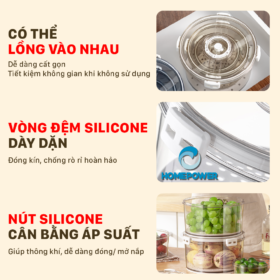 CÓ THỂ
LỒNG VÀO NHAU
Dễ dàng cất gọn
Tiết kiệm không gian khi không sử dụng
VÒNG ĐỆM SILICONE
DÀY DẶN
Đóng kín, chống rò rỉ hoàn hảo
HOMEPOWER
NÚT SILICONE
CÂN BẰNG ÁP SUẤT
Giúp thông khí, dễ dàng đóng/ mở nắp